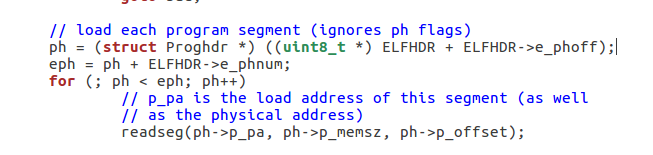 // load each program segment (ignores ph flags)
ph = (struct Proghdr *) ((uint8_t *) ELFHDR + ELFHDR->e_phoff);
eph = ph + ELFHDR->e_phnum;
for (; ph < eph; ph++)
// p_pa is the load address of this segment (as well
// as the physical address)
readseg(ph->p_pa, ph->p_memsz, ph->p_offset);